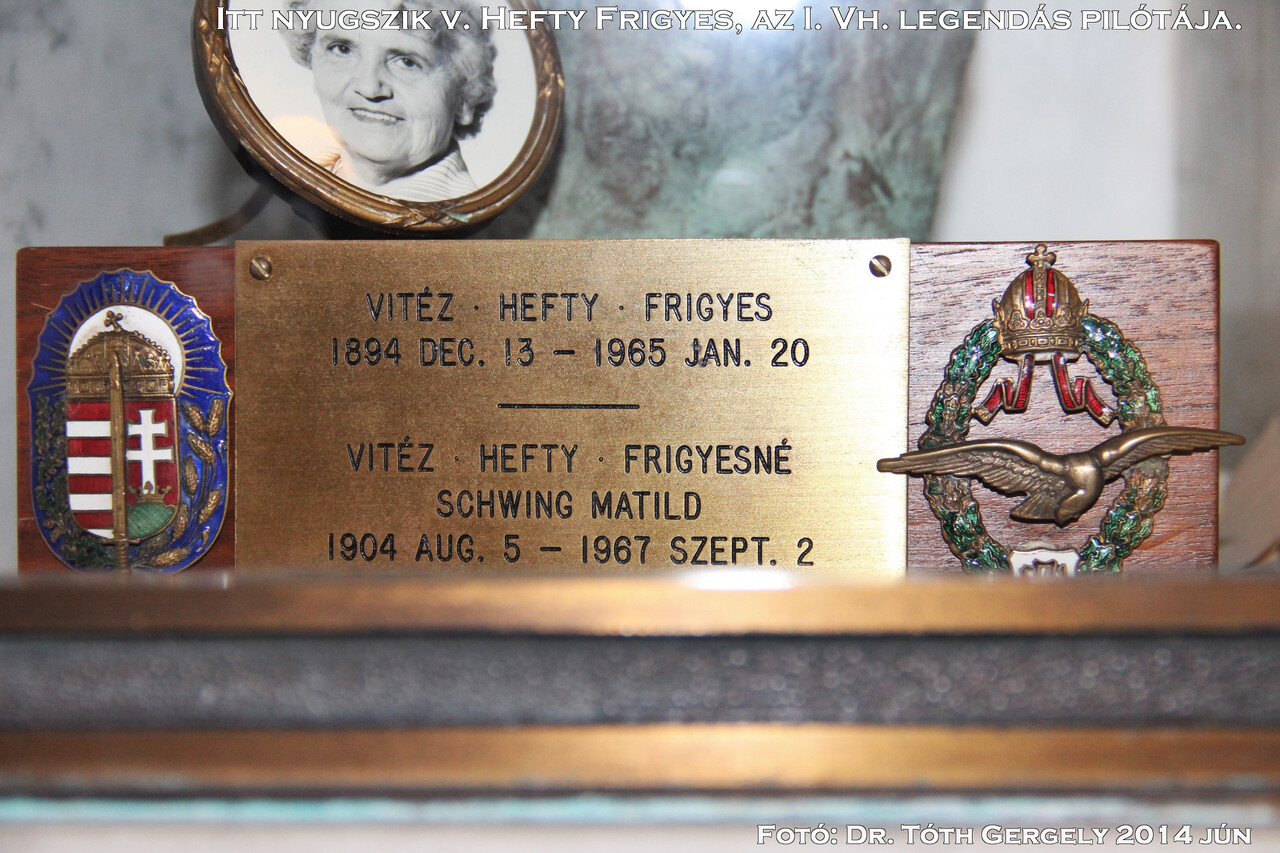 Itt nyugszik v. Hefty Frigyes, az I. Vh. legendás pilótája.
VITÉZ · HEFTY · FRIGYES
1894 DEC. 13 – 1965 JAN. 20
VITÉZ · HEFTY · FRIGYESNÉ
SCHWING MATILD
1904 AUG. 5 – 1967 SZEPT. 2
Fotó: Dr. Tóth Gergely 2014 jún